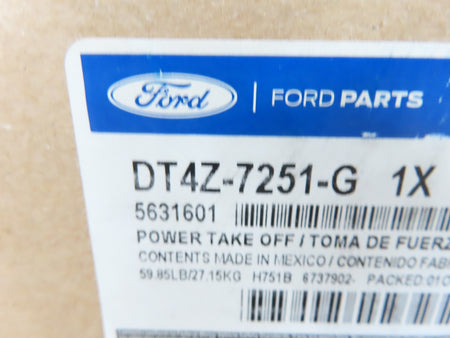 Ford | FORD PARTS
DT4Z-7251-G 1X
5631601
POWER TAKE OFF / TOMA DE FUERZ
CONTENTS MADE IN MEXICO / CONTENIDO FAB
59.85LB/27.15KG H751B 6737902- PACKED:01